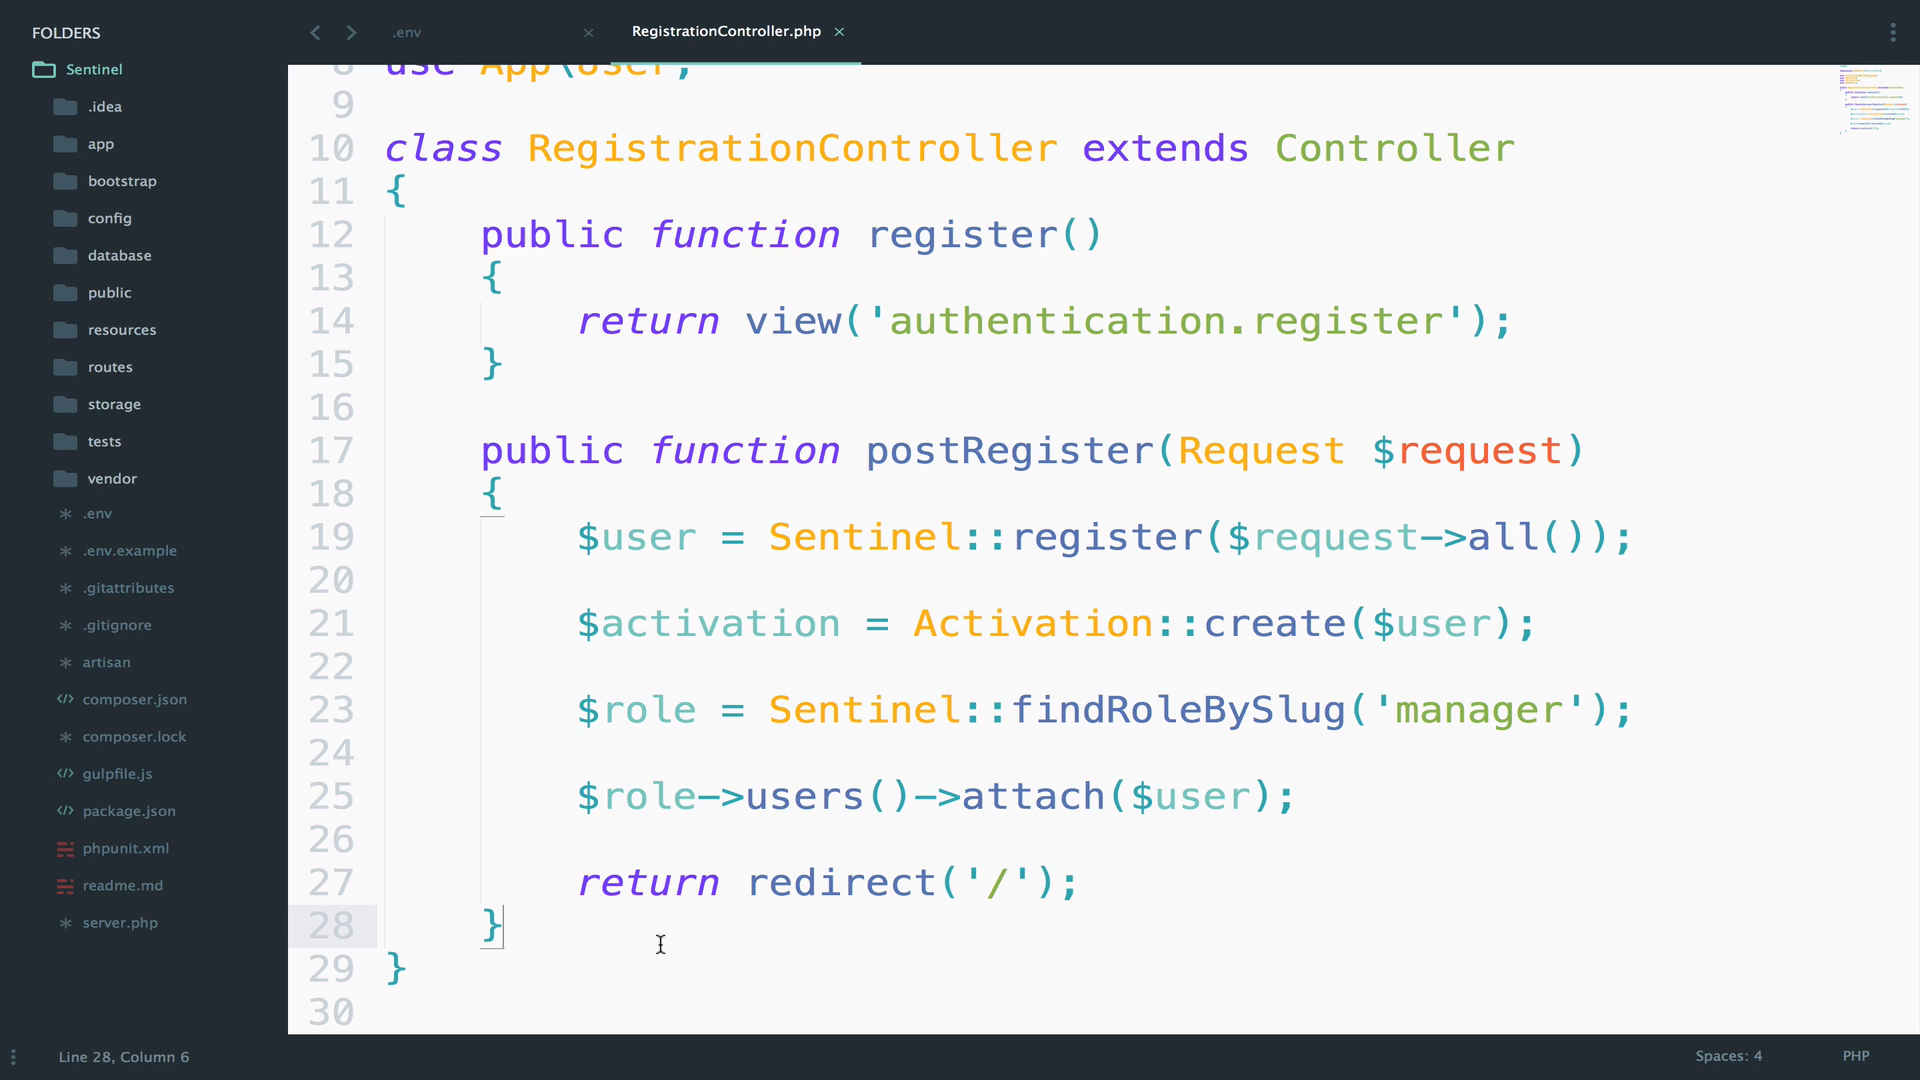 FOLDERS
Sentinel
.idea
app
bootstrap
config
database
public
resources
routes
storage
tests
vendor
.env
.env.example
.gitattributes
.gitignore
artisan
composer.json
composer.lock
gulpfile.js
package.json
phpunit.xml
readme.md
server.php
.env
RegistrationController.php
8 use App\User;
9
10 class RegistrationController extends Controller
11 {
12     public function register()
13     {
14         return view('authentication.register');
15     }
16
17     public function postRegister(Request $request)
18     {
19         $user = Sentinel::register($request->all());
20
21         $activation = Activation::create($user);
22
23         $role = Sentinel::findRoleBySlug('manager');
24
25         $role->users()->attach($user);
26
27         return redirect('/');
28     }
29 }
30
Line 28, Column 6
Spaces: 4
PHP